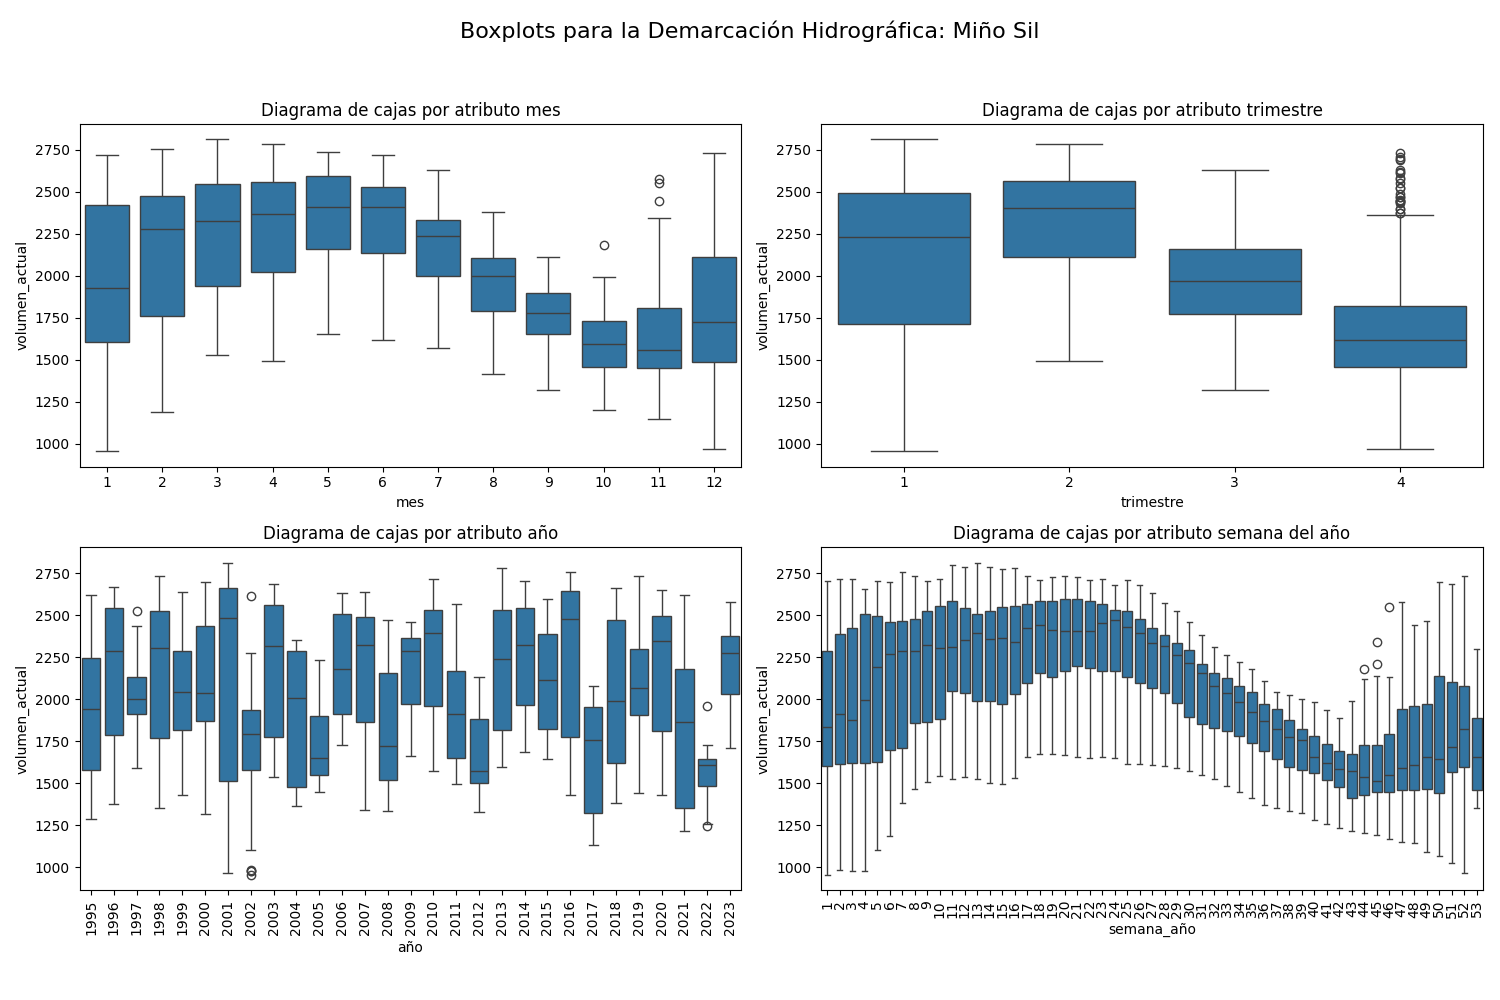 Boxplots para la Demarcación Hidrográfica: Miño Sil
Diagrama de cajas por atributo mes
volumen_actual
2750
2500
2250
2000
1750
1500
1250
1000
1 2 3 4 5 6 7 8 9 10 11 12
mes
Diagrama de cajas por atributo trimestre
volumen_actual
2750
2500
2250
2000
1750
1500
1250
1000
1 2 3 4
trimestre
Diagrama de cajas por atributo año
volumen_actual
2750
2500
2250
2000
1750
1500
1250
1000
1995 1996 1997 1998 1999 2000 2001 2002 2003 2004 2005 2006 2007 2008 2009 2010 2011 2012 2013 2014 2015 2016 2017 2018 2019 2020 2021 2022 2023
año
Diagrama de cajas por atributo semana del año
volumen_actual
2750
2500
2250
2000
1750
1500
1250
1000
1 2 3 4 5 6 7 8 9 10 11 12 13 14 15 16 17 18 19 20 21 22 23 24 25 26 27 28 29 30 31 32 33 34 35 36 37 38 39 40 41 42 43 44 45 46 47 48 49 50 51 52 53
semana_año